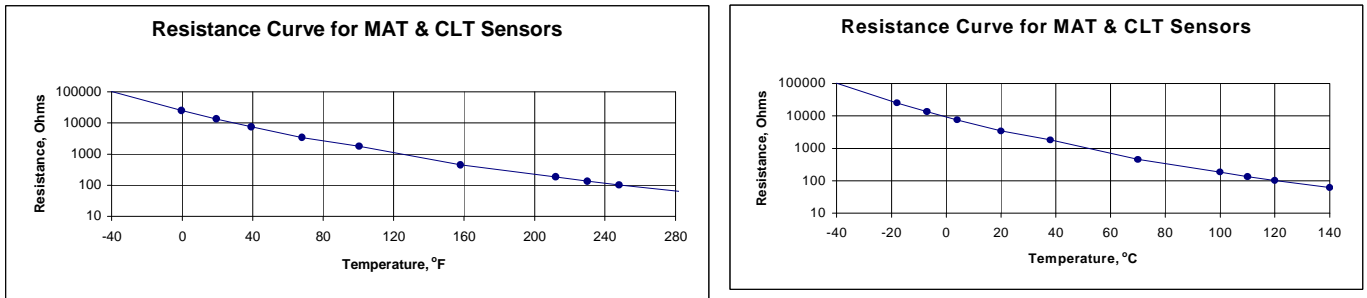 Resistance Curve for MAT & CLT Sensors
100000
10000
1000
100
10
Resistance, Ohms
-40 0 40 80 120 160 200 240 280
Temperature, °F
Resistance Curve for MAT & CLT Sensors
100000
10000
1000
100
10
Resistance, Ohms
-40 -20 0 20 40 60 80 100 120 140
Temperature, °C